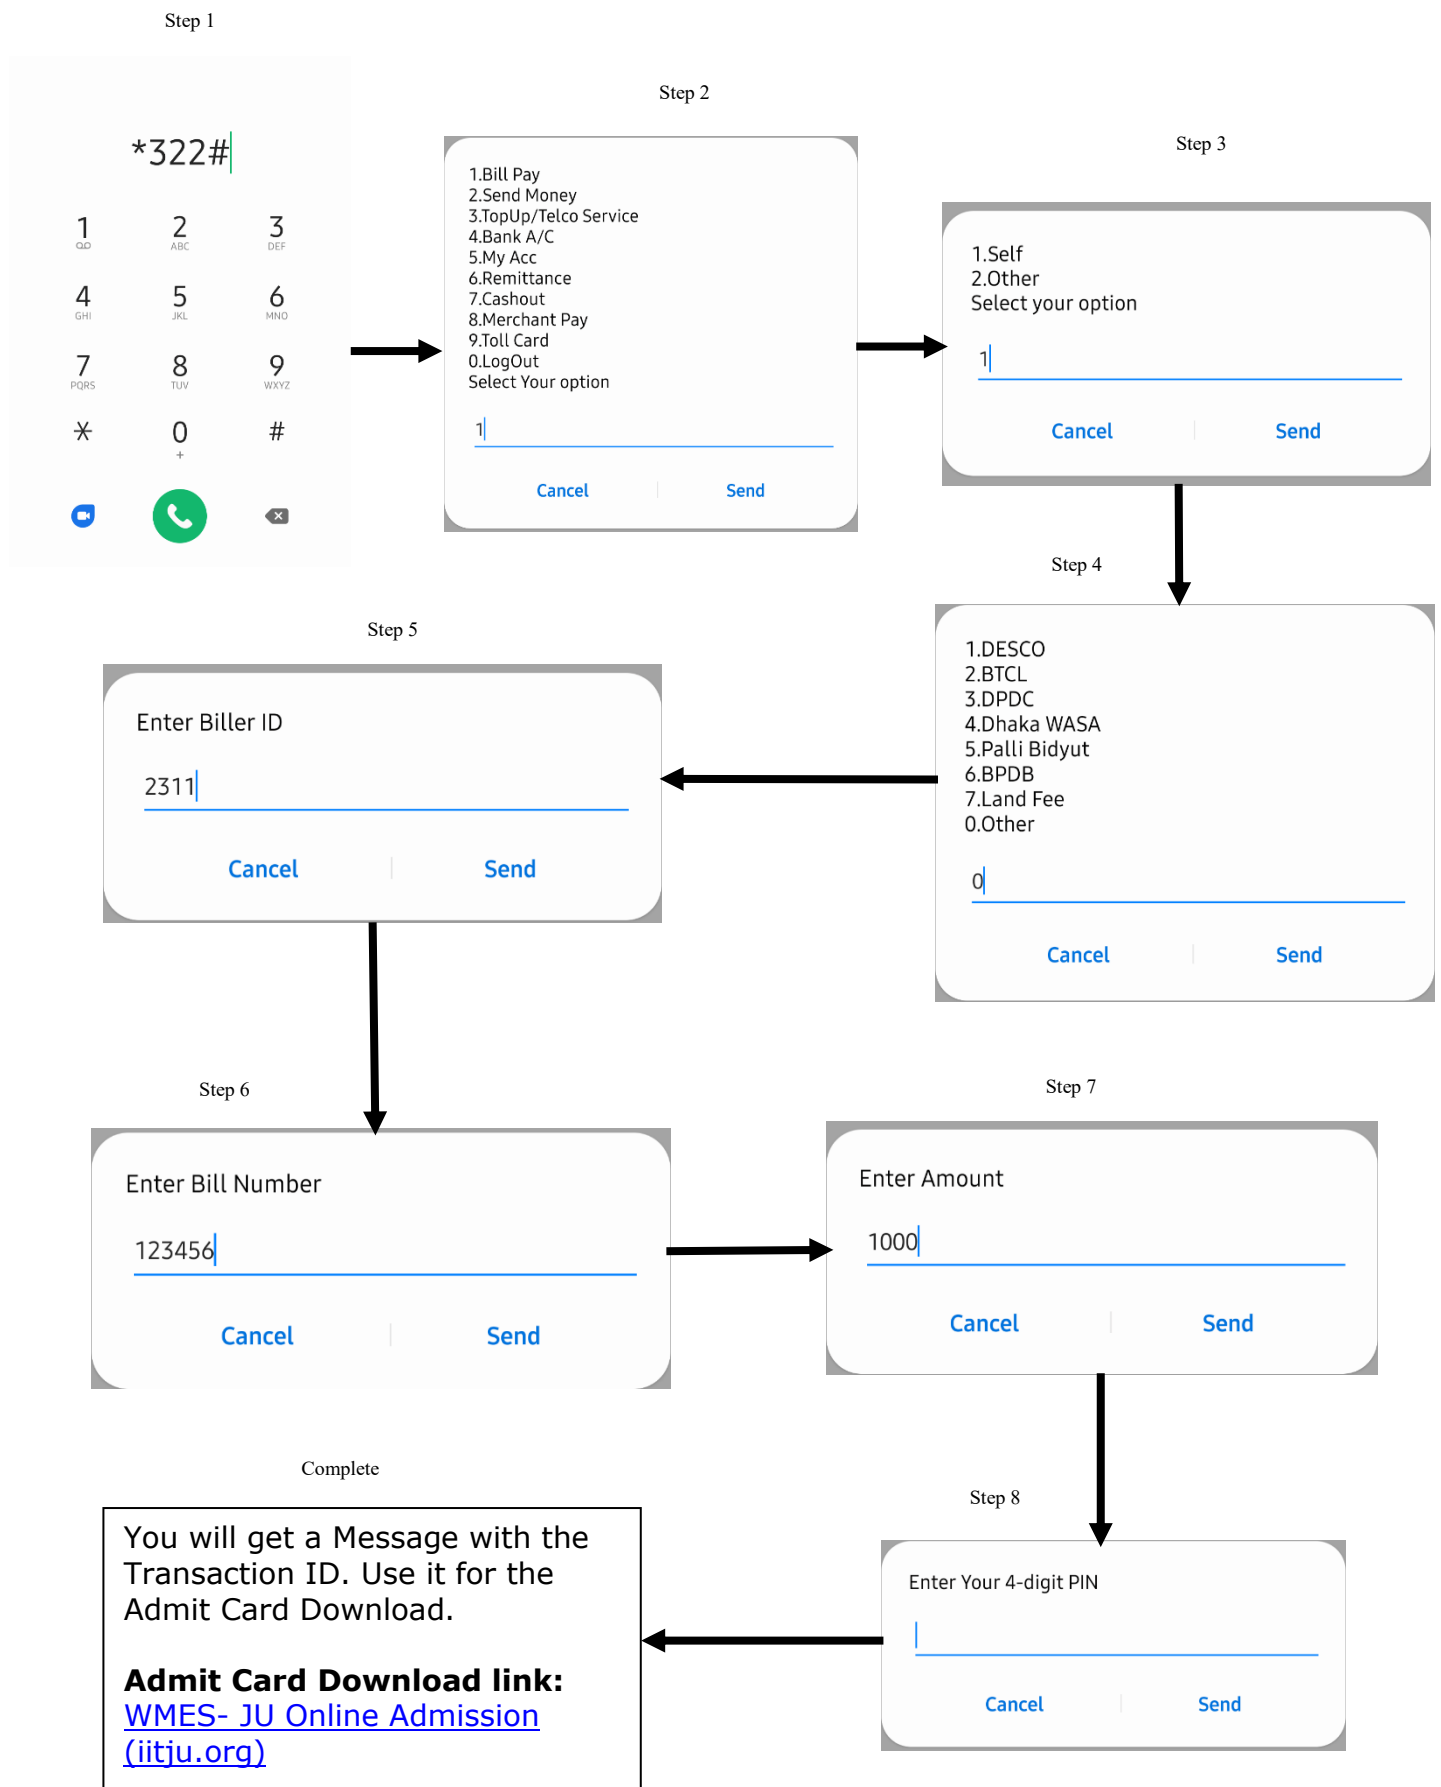 Step 1
*322#
1
2
ABC
3
DEF
4
GHI
5
JKL
6
MNO
7
PQRS
8
TUV
9
WXYZ
*
0
+
#
Step 2
1.Bill Pay
2.Send Money
3.TopUp/Telco Service
4.Bank A/C
5.My Acc
6.Remittance
7.Cashout
8.Merchant Pay
9.Toll Card
0.LogOut
Select Your option
1
Cancel Send
Step 3
1.Self
2.Other
Select your option
1
Cancel Send
Step 4
1.DESCO
2.BTCL
3.DPDC
4.Dhaka WASA
5.Palli Bidyut
6.BPDB
7.Land Fee
0.Other
0
Cancel Send
Step 5
Enter Biller ID
2311
Cancel Send
Step 6
Enter Bill Number
123456
Cancel Send
Step 7
Enter Amount
1000
Cancel Send
Step 8
Enter Your 4-digit PIN
Cancel Send
Complete
You will get a Message with the
Transaction ID. Use it for the
Admit Card Download.
Admit Card Download link:
WMES- JU Online Admission
(iitju.org)